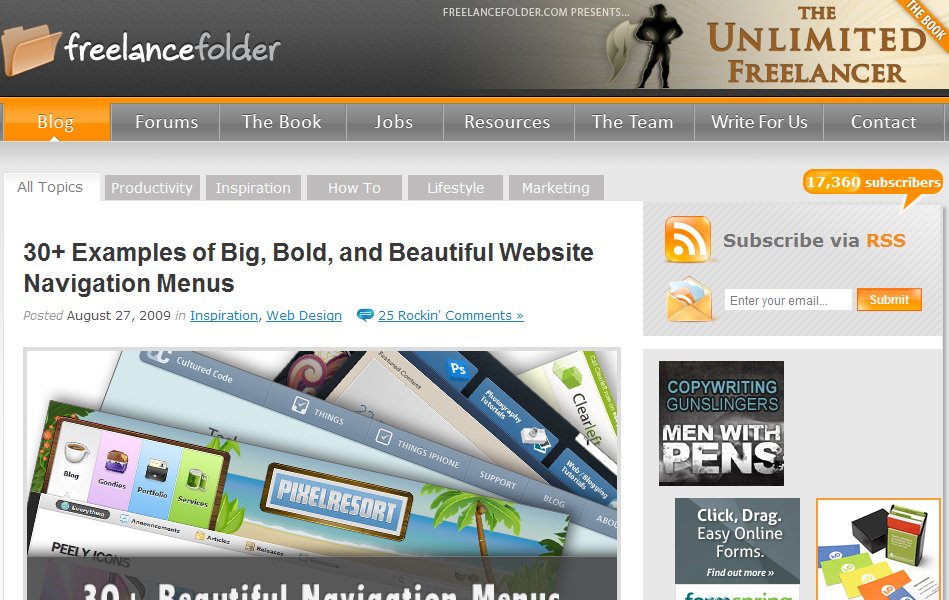 FREELANCEFOLDER.COM PRESENTS...
THE BOOK
freelancefolder
THE
UNLIMITED
FREELANCER
Blog Forums The Book Jobs Resources The Team Write For Us Contact
All Topics Productivity Inspiration How To Lifestyle Marketing
17,360 subscribers
30+ Examples of Big, Bold, and Beautiful Website
Navigation Menus
Posted August 27, 2009 in Inspiration, Web Design 25 Rockin' Comments »
Subscribe via RSS
Enter your email...
Submit
Cultured Code
Featured Content
Ps
THINGS
THINGS IPHONE
SUPPORT
BLOG
ABOU
Photography
Tutorials
Web / Blogging
Tutorials
Clearleft
Blog
Goodies
Portfolio
Services
PIXELRESORT
Everything
Announcements
Articles
Releases
PEELY ICONS
30+ Beautiful Navigation Menus
COPYWRITING
GUNSLINGERS
MEN WITH
PENS
Click, Drag.
Easy Online
Forms.
Find out more »
formspring